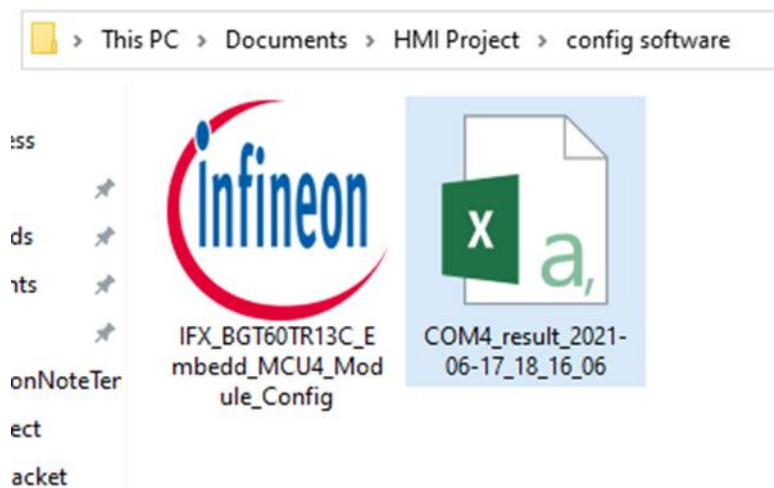 > This PC > Documents > HMI Project > config software
ess
ds
nts
onNoteTer
ect
acket
infineon
X a,
IFX_BGT60TR13C_E
mbedd_MCU4_Mod
ule_Config
COM4_result_2021-
06-17_18_16_06